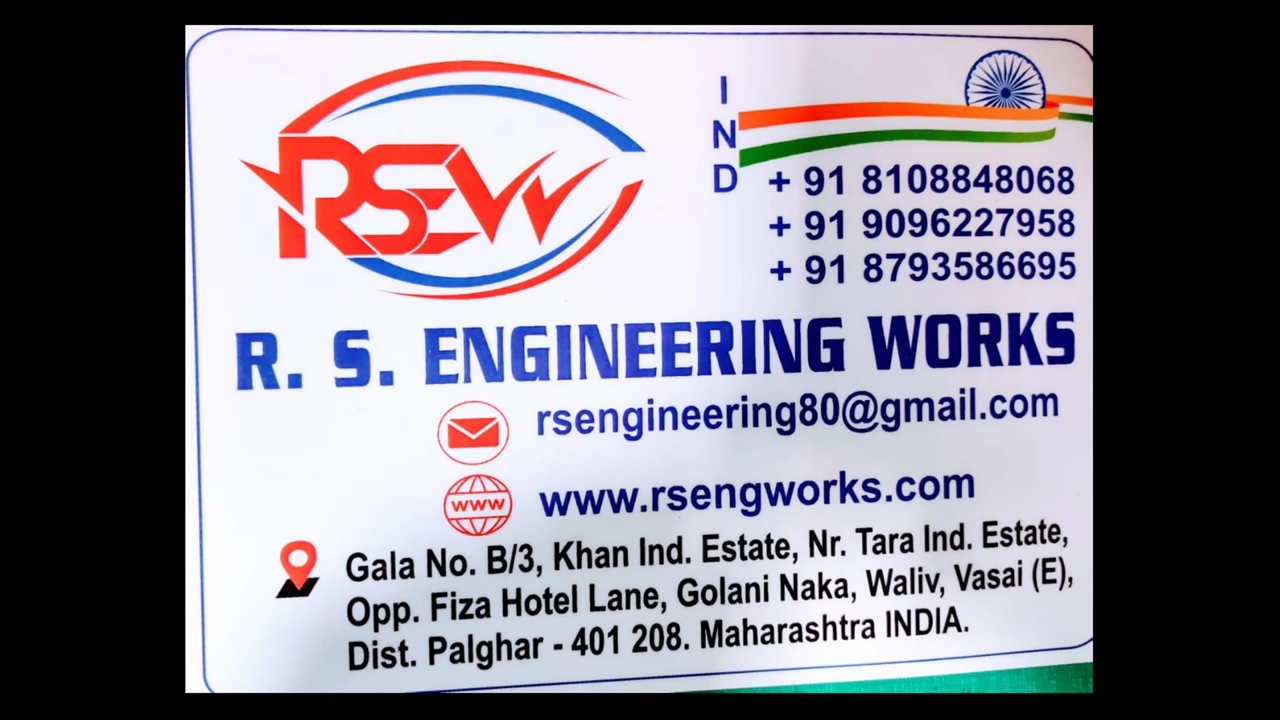 RSEW
IND
+ 91 8108848068
+ 91 9096227958
+ 91 8793586695
R. S. ENGINEERING WORKS
rsengineering80@gmail.com
www
www.rsengworks.com
Gala No. B/3, Khan Ind. Estate, Nr. Tara Ind. Estate,
Opp. Fiza Hotel Lane, Golani Naka, Waliv, Vasai (E),
Dist. Palghar - 401 208. Maharashtra INDIA.